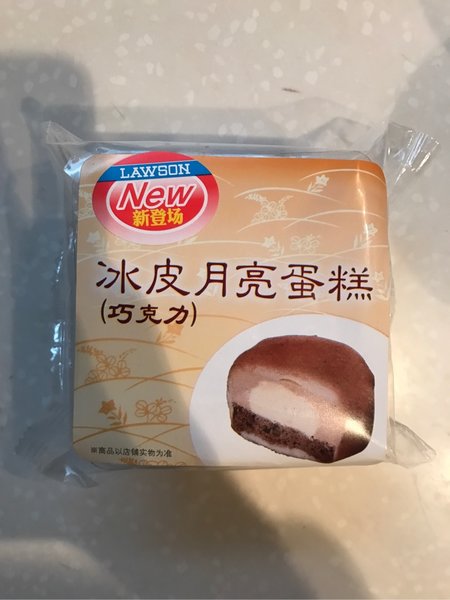 LAWSON
New
新登场
冰皮月亮蛋糕
(巧克力)
※商品以店铺实物为准